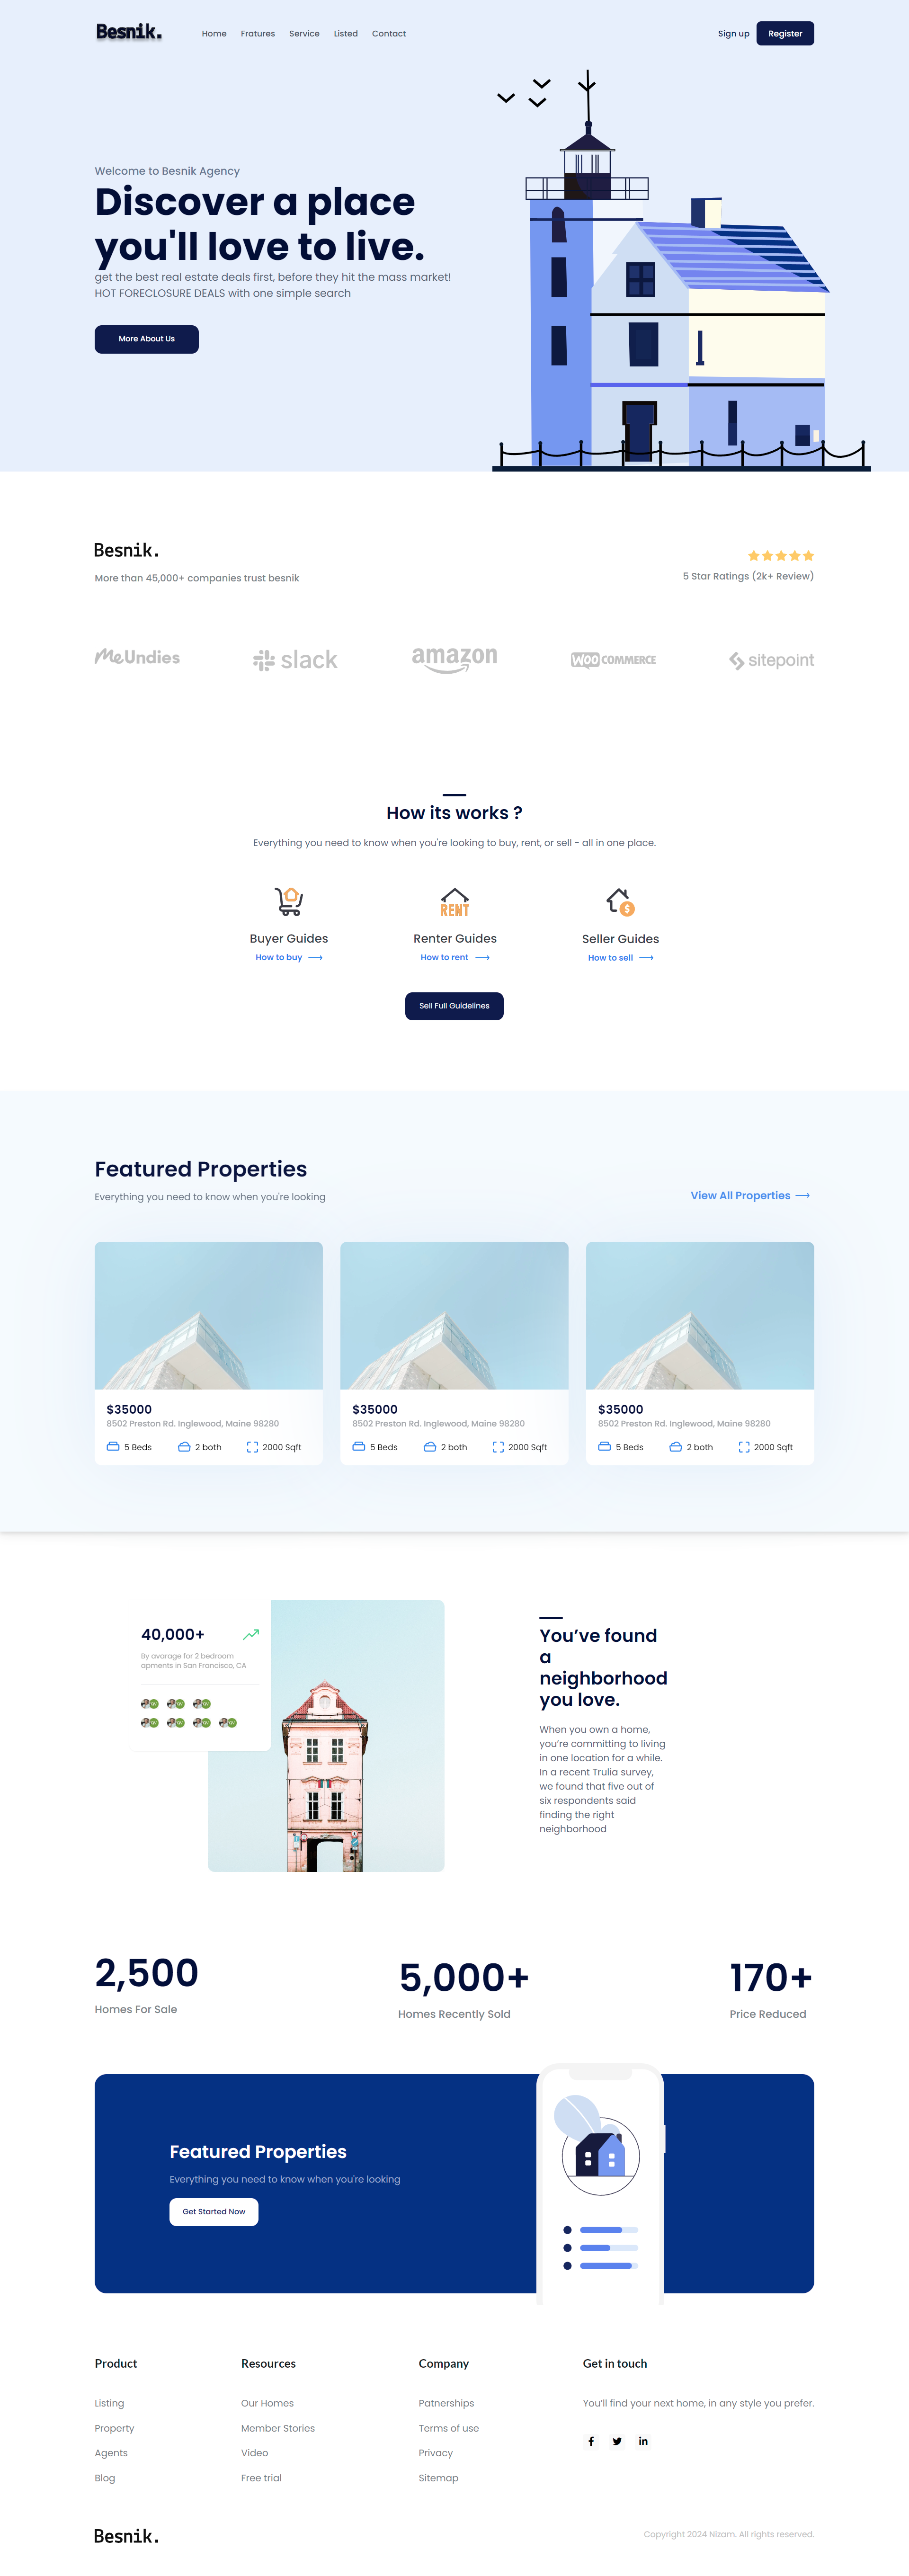 Besnik.
Home Fratures Service Listed Contact
Sign up Register
Welcome to Besnik Agency
Discover a place
you'll love to live.
get the best real estate deals first, before they hit the mass market!
HOT FORECLOSURE DEALS with one simple search
More About Us
Besnik.
More than 45,000+ companies trust besnik
5 Star Ratings (2k+ Review)
MeUndies slack amazon WOO COMMERCE sitepoint
How its works ?
Everything you need to know when you're looking to buy, rent, or sell - all in one place.
RENT $
Buyer Guides Renter Guides Seller Guides
How to buy How to rent How to sell
Sell Full Guidelines
Featured Properties
Everything you need to know when you're looking
View All Properties
$35000 $35000 $35000
8502 Preston Rd. Inglewood, Maine 98280 8502 Preston Rd. Inglewood, Maine 98280 8502 Preston Rd. Inglewood, Maine 98280
5 Beds 2 both 2000 Sqft 5 Beds 2 both 2000 Sqft 5 Beds 2 both 2000 Sqft
40,000+
By avarage for 2 bedroom
apments in San Francisco, CA
You’ve found
a
neighborhood
you love.
When you own a home,
you’re committing to living
in one location for a while.
In a recent Trulia survey,
we found that five out of
six respondents said
finding the right
neighborhood
2,500 5,000+ 170+
Homes For Sale Homes Recently Sold Price Reduced
Featured Properties
Everything you need to know when you're looking
Get Started Now
Product Resources Company Get in touch
Listing Our Homes Patnerships You’ll find your next home, in any style you prefer.
Property Member Stories Terms of use
Agents Video Privacy
Blog Free trial Sitemap
Besnik.
Copyright 2024 Nizam. All rights reserved.